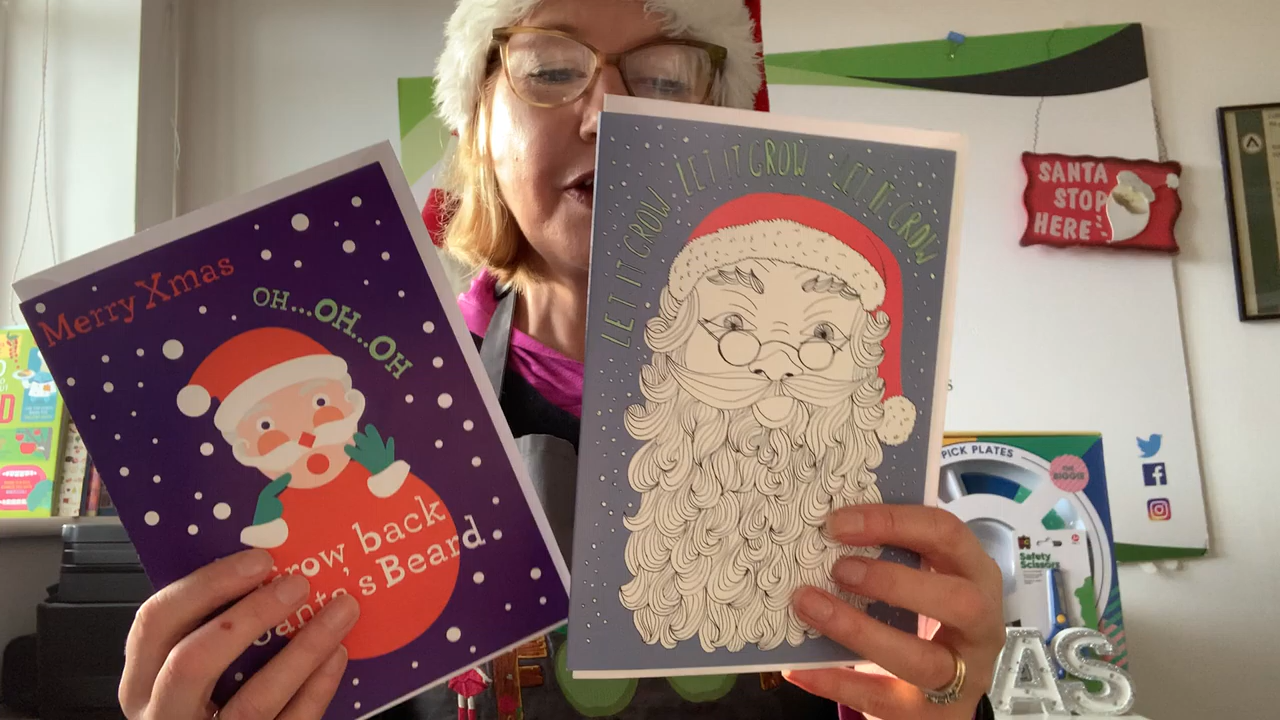 Merry Xmas
OH...OH...OH
Grow back
Santa's Beard
LET IT GROW LET IT GROW LET IT GROW
SANTA
STOP
HERE
PICK PLATES
Safety
Scissors
AS